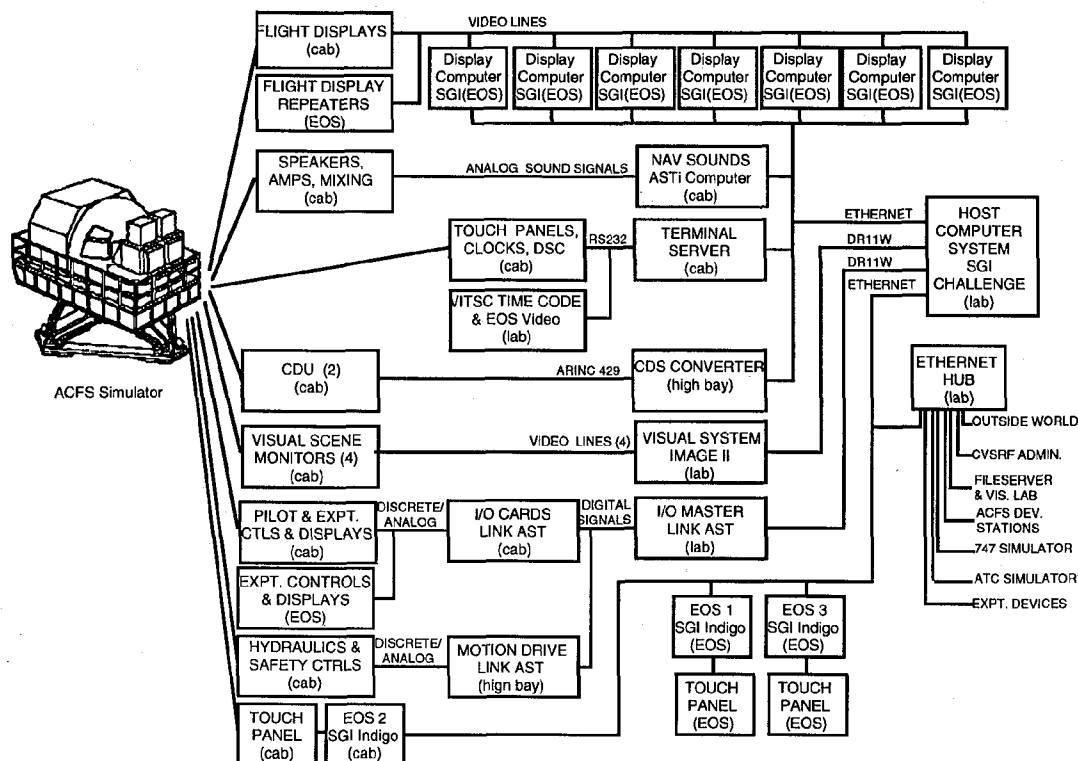 FLIGHT DISPLAYS
(cab)
VIDEO LINES
Display
Computer
SGI(EOS)
Display
Computer
SGI(EOS)
Display
Computer
SGI(EOS)
Display
Computer
SGI(EOS)
Display
Computer
SGI(EOS)
Display
Computer
SGI(EOS)
Display
Computer
SGI(EOS)
FLIGHT DISPLAY
REPEATERS
(EOS)
SPEAKERS,
AMPS, MIXING
(cab)
ANALOG SOUND SIGNALS
NAV SOUNDS
ASTi Computer
(cab)
TOUCH PANELS,
CLOCKS, DSC
(cab)
RS232
TERMINAL
SERVER
(cab)
VITSC TIME CODE
& EOS Video
(lab)
ETHERNET
DR11W
DR11W
ETHERNET
HOST
COMPUTER
SYSTEM
SGI
CHALLENGE
(lab)
ACFS Simulator
CDU (2)
(cab)
ARINC 429
CDS CONVERTER
(high bay)
ETHERNET
HUB
(lab)
VISUAL SCENE
MONITORS (4)
(cab)
VIDEO LINES (4)
VISUAL SYSTEM
IMAGE II
(lab)
OUTSIDE WORLD
CVSRF ADMIN.
FILESERVER
& VIS. LAB
ACFS DEV.
STATIONS
747 SIMULATOR
ATC SIMULATOR
EXPT. DEVICES
PILOT & EXPT.
CTLS & DISPLAYS
(cab)
DISCRETE/
ANALOG
I/O CARDS
LINK AST
(cab)
DIGITAL
SIGNALS
I/O MASTER
LINK AST
(lab)
EXPT. CONTROLS
& DISPLAYS
(EOS)
HYDRAULICS &
SAFETY CTRLS
(cab)
DISCRETE/
ANALOG
MOTION DRIVE
LINK AST
(hign bay)
EOS 1
SGI Indigo
(EOS)
EOS 3
SGI Indigo
(EOS)
TOUCH
PANEL
(EOS)
TOUCH
PANEL
(EOS)
TOUCH
PANEL
(cab)
EOS 2
SGI Indigo
(cab)